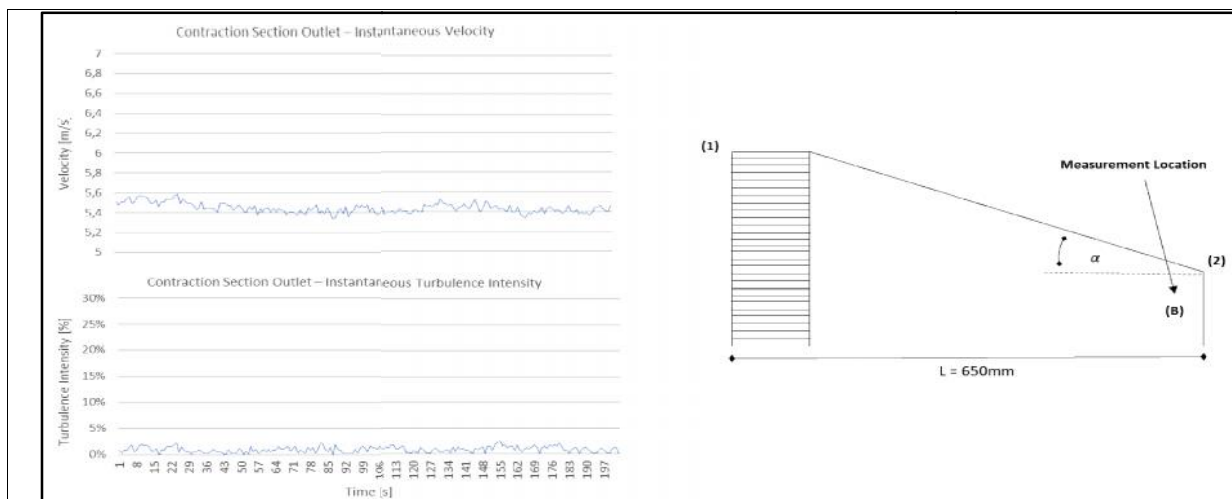 Contraction Section Outlet – Instantaneous Velocity
Velocity [m/s]
7
6,8
6,6
6,4
6,2
6
5,8
5,6
5,4
5,2
5
Contraction Section Outlet – Instantaneous Turbulence Intensity
Turbulence Intensity [%]
30%
25%
20%
15%
10%
5%
0%
1 8 15 22 29 36 43 50 57 64 71 78 85 92 99 106 113 120 127 134 141 148 155 162 169 176 183 190 197
Time [s]
(1)
Measurement Location
α
(2)
(B)
L = 650mm